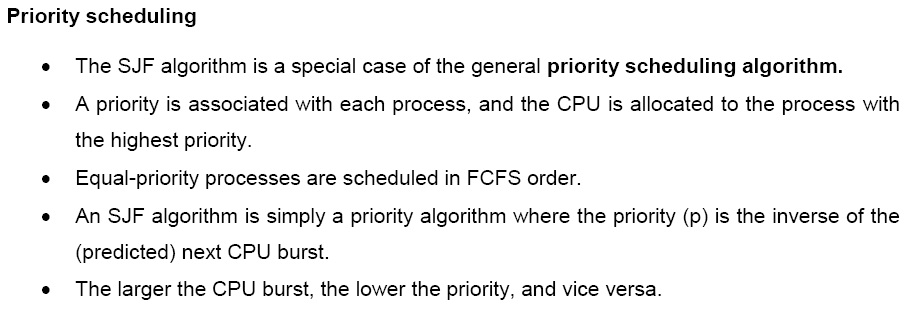 Priority scheduling
• The SJF algorithm is a special case of the general priority scheduling algorithm.
• A priority is associated with each process, and the CPU is allocated to the process with
the highest priority.
• Equal-priority processes are scheduled in FCFS order.
• An SJF algorithm is simply a priority algorithm where the priority (p) is the inverse of the
(predicted) next CPU burst.
• The larger the CPU burst, the lower the priority, and vice versa.